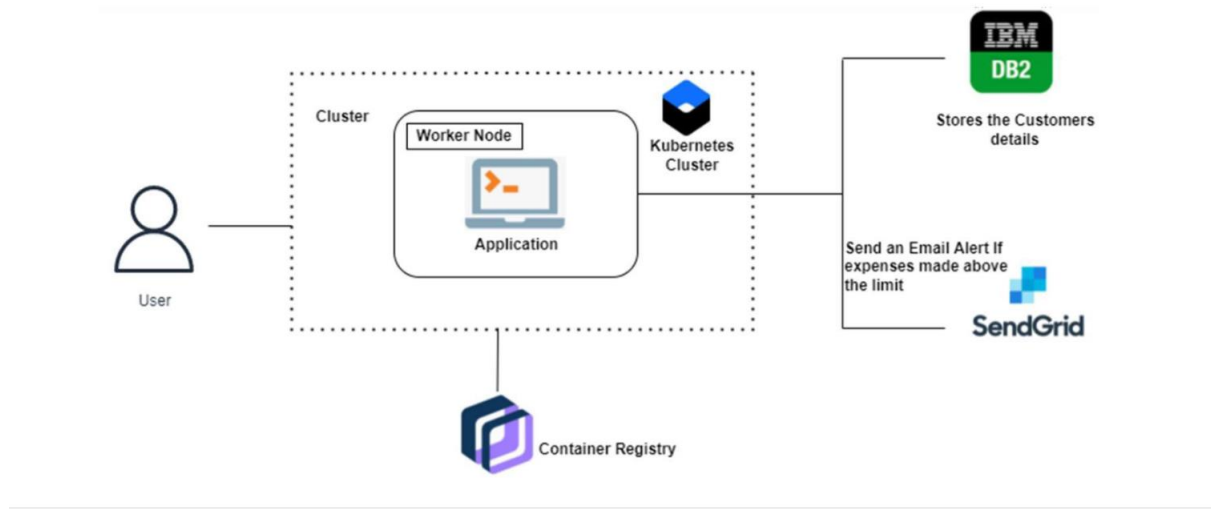 IBM
DB2
Stores the Customers
details
Cluster
Worker Node
Kubernetes
Cluster
Application
User
Send an Email Alert If
expenses made above
the limit
SendGrid
Container Registry